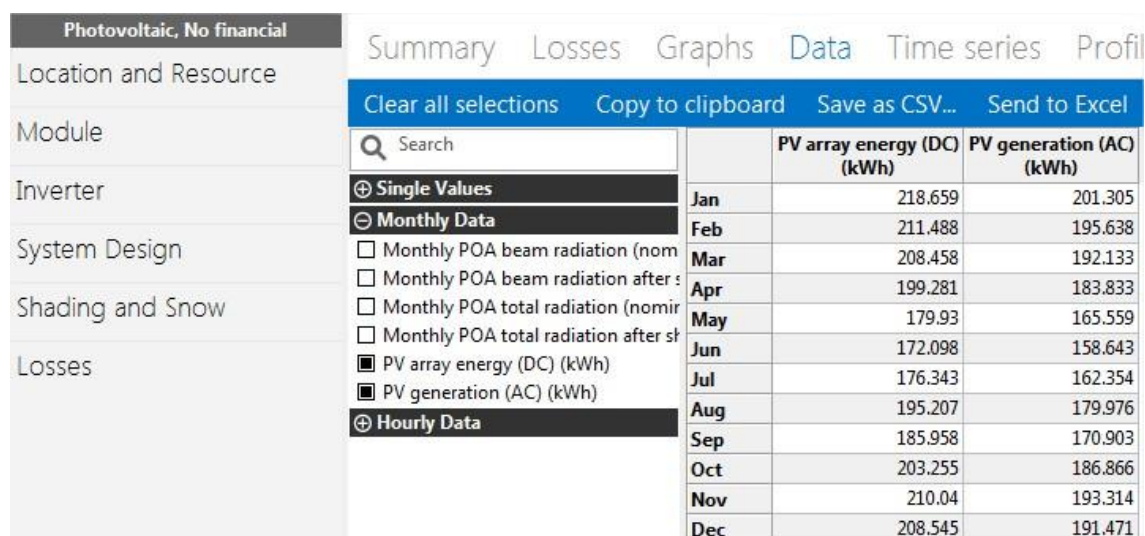 Photovoltaic, No financial
Location and Resource
Module
Inverter
System Design
Shading and Snow
Losses
Summary Losses Graphs Data Time series Profil
Clear all selections Copy to clipboard Save as CSV... Send to Excel
Search
Single Values
Monthly Data
Monthly POA beam radiation (nom
Monthly POA beam radiation after s
Monthly POA total radiation (nomin
Monthly POA total radiation after sh
PV array energy (DC) (kWh)
PV generation (AC) (kWh)
Hourly Data
PV array energy (DC) (kWh) PV generation (AC) (kWh)
Jan 218.659 201.305
Feb 211.488 195.638
Mar 208.458 192.133
Apr 199.281 183.833
May 179.93 165.559
Jun 172.098 158.643
Jul 176.343 162.354
Aug 195.207 179.976
Sep 185.958 170.903
Oct 203.255 186.866
Nov 210.04 193.314
Dec 208.545 191.471